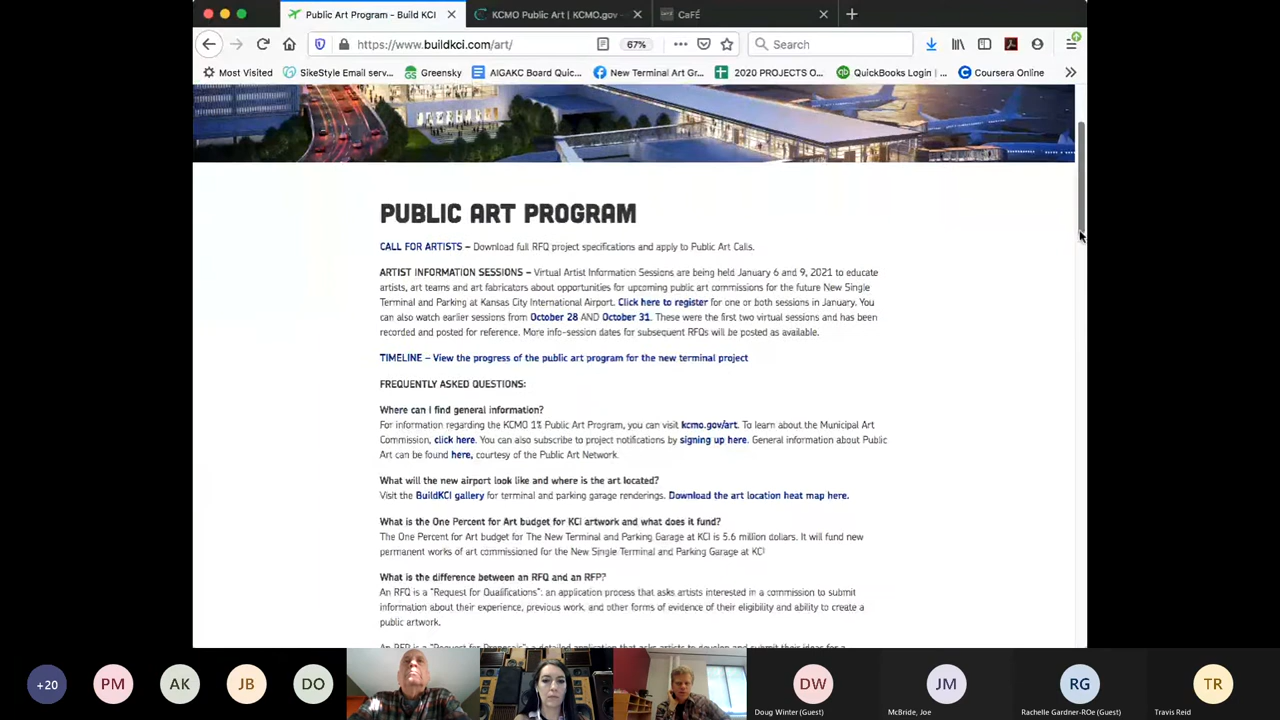 Public Art Program - Build KCI
KCMO Public Art | KCMO.gov -
CaFÉ
https://www.buildkci.com/art/
67%
Search
Most Visited
SikeStyle Email serv...
Greensky
AIGAKC Board Quic...
New Terminal Art Gr...
2020 PROJECTS O...
QuickBooks Login | ...
Coursera Online
PUBLIC ART PROGRAM
CALL FOR ARTISTS – Download full RFQ project specifications and apply to Public Art Calls.
ARTIST INFORMATION SESSIONS – Virtual Artist Information Sessions are being held January 6 and 9, 2021 to educate
artists, art teams and art fabricators about opportunities for upcoming public art commissions for the future New Single
Terminal and Parking at Kansas City International Airport. Click here to register for one or both sessions in January. You
can also watch earlier sessions from October 28 AND October 31. These were the first two virtual sessions and has been
recorded and posted for reference. More info-session dates for subsequent RFQs will be posted as available.
TIMELINE – View the progress of the public art program for the new terminal project
FREQUENTLY ASKED QUESTIONS:
Where can I find general information?
For information regarding the KCMO 1% Public Art Program, you can visit kcmo.gov/art. To learn about the Municipal Art
Commission, click here. You can also subscribe to project notifications by signing up here. General information about Public
Art can be found here, courtesy of the Public Art Network.
What will the new airport look like and where is the art located?
Visit the BuildKCI gallery for terminal and parking garage renderings. Download the art location heat map here.
What is the One Percent for Art budget for KCI artwork and what does it fund?
The One Percent for Art budget for The New Terminal and Parking Garage at KCI is 5.6 million dollars. It will fund new
permanent works of art commissioned for the New Single Terminal and Parking Garage at KCI
What is the difference between an RFQ and an RFP?
An RFQ is a "Request for Qualifications": an application process that asks artists interested in a commission to submit
information about their experience, previous work, and other forms of evidence of their eligibility and ability to create a
public artwork.
An RFP is a "Request for Proposals": a detailed application that asks artists to develop and submit their ideas for a
+20
PM
AK
JB
DO
DW
JM
RG
TR
Doug Winter (Guest)
McBride, Joe
Rachelle Gardner-ROe (Guest)
Travis Reid